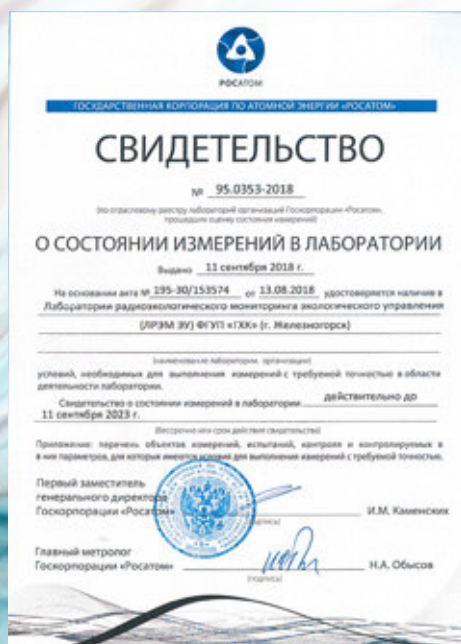 РОСАТОМ
ГОСУДАРСТВЕННАЯ КОРПОРАЦИЯ ПО АТОМНОЙ ЭНЕРГИИ «РОСАТОМ»
СВИДЕТЕЛЬСТВО
№ 95.0353-2018
(по отраслевому реестру лабораторий организаций Госкорпорации «Росатом»,
прошедших оценку состояния измерений)
О СОСТОЯНИИ ИЗМЕРЕНИЙ В ЛАБОРАТОРИИ
Выдано 11 сентября 2018 г.
На основании акта № 195-30/153574 от 13.08.2018 удостоверяется наличие в
Лаборатории радиоэкологического мониторинга экологического управления
(ЛРЭМ ЭУ) ФГУП «ГХК» (г. Железногорск)
(наименование лаборатории, организации)
условий, необходимых для выполнения измерений с требуемой точностью в области
деятельности лаборатории.
Свидетельство о состоянии измерений в лаборатории действительно до
11 сентября 2023 г.
(бессрочно или срок действия свидетельства)
Приложение: перечень объектов измерений, испытаний, контроля и контролируемых в
в них параметров, для которых имеются условия для выполнения измерений с требуемой точностью.
Первый заместитель
генерального директора
Госкорпорации «Росатом» И.М. Каменских
(подпись)
Главный метролог
Госкорпорации «Росатом» Н.А. Обысов
(подпись)